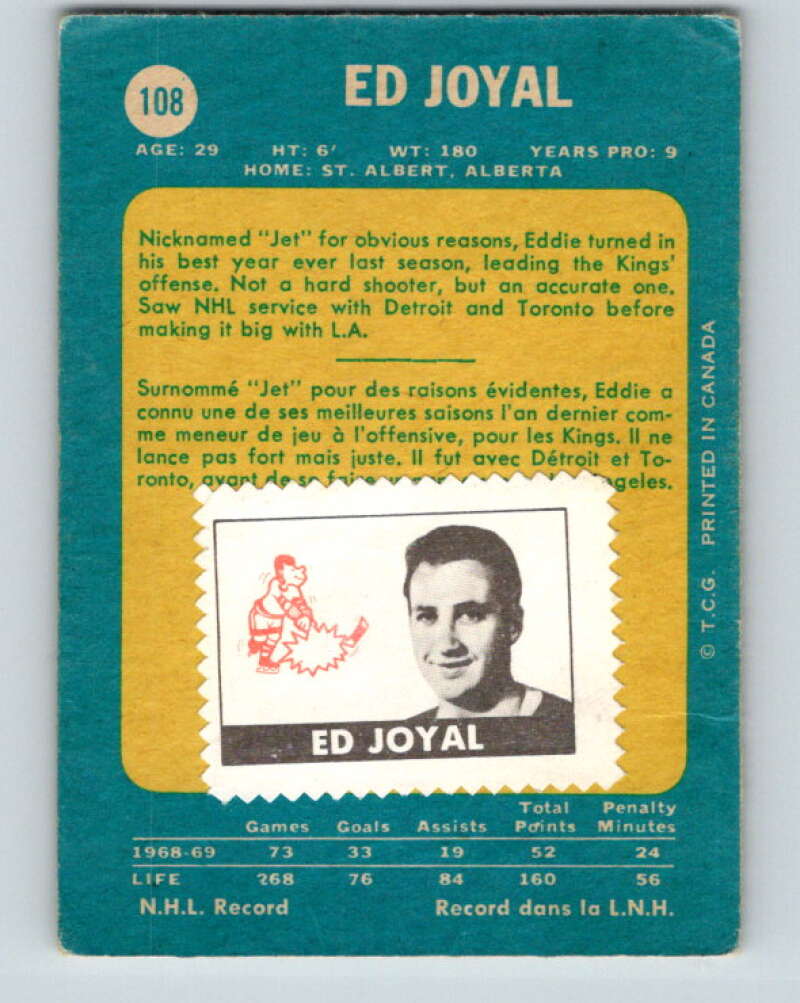 108
ED JOYAL
AGE: 29 HT: 6' WT: 180 YEARS PRO: 9
HOME: ST. ALBERT, ALBERTA
Nicknamed "Jet" for obvious reasons, Eddie turned in
his best year ever last season, leading the Kings'
offense. Not a hard shooter, but an accurate one.
Saw NHL service with Detroit and Toronto before
making it big with L.A.
Surnommé "Jet" pour des raisons évidentes, Eddie a
connu une de ses meilleures saisons l'an dernier com-
me meneur de jeu à l'offensive, pour les Kings. Il ne
lance pas fort mais juste. Il fut avec Détroit et To-
ronto, avant de se faire geles.
ED JOYAL
© T.C.G. PRINTED IN CANADA
Total Penalty
Games Goals Assists Points Minutes
1968-69 73 33 19 52 24
LIFE 268 76 84 160 56
N.H.L. Record Record dans la L.N.H.